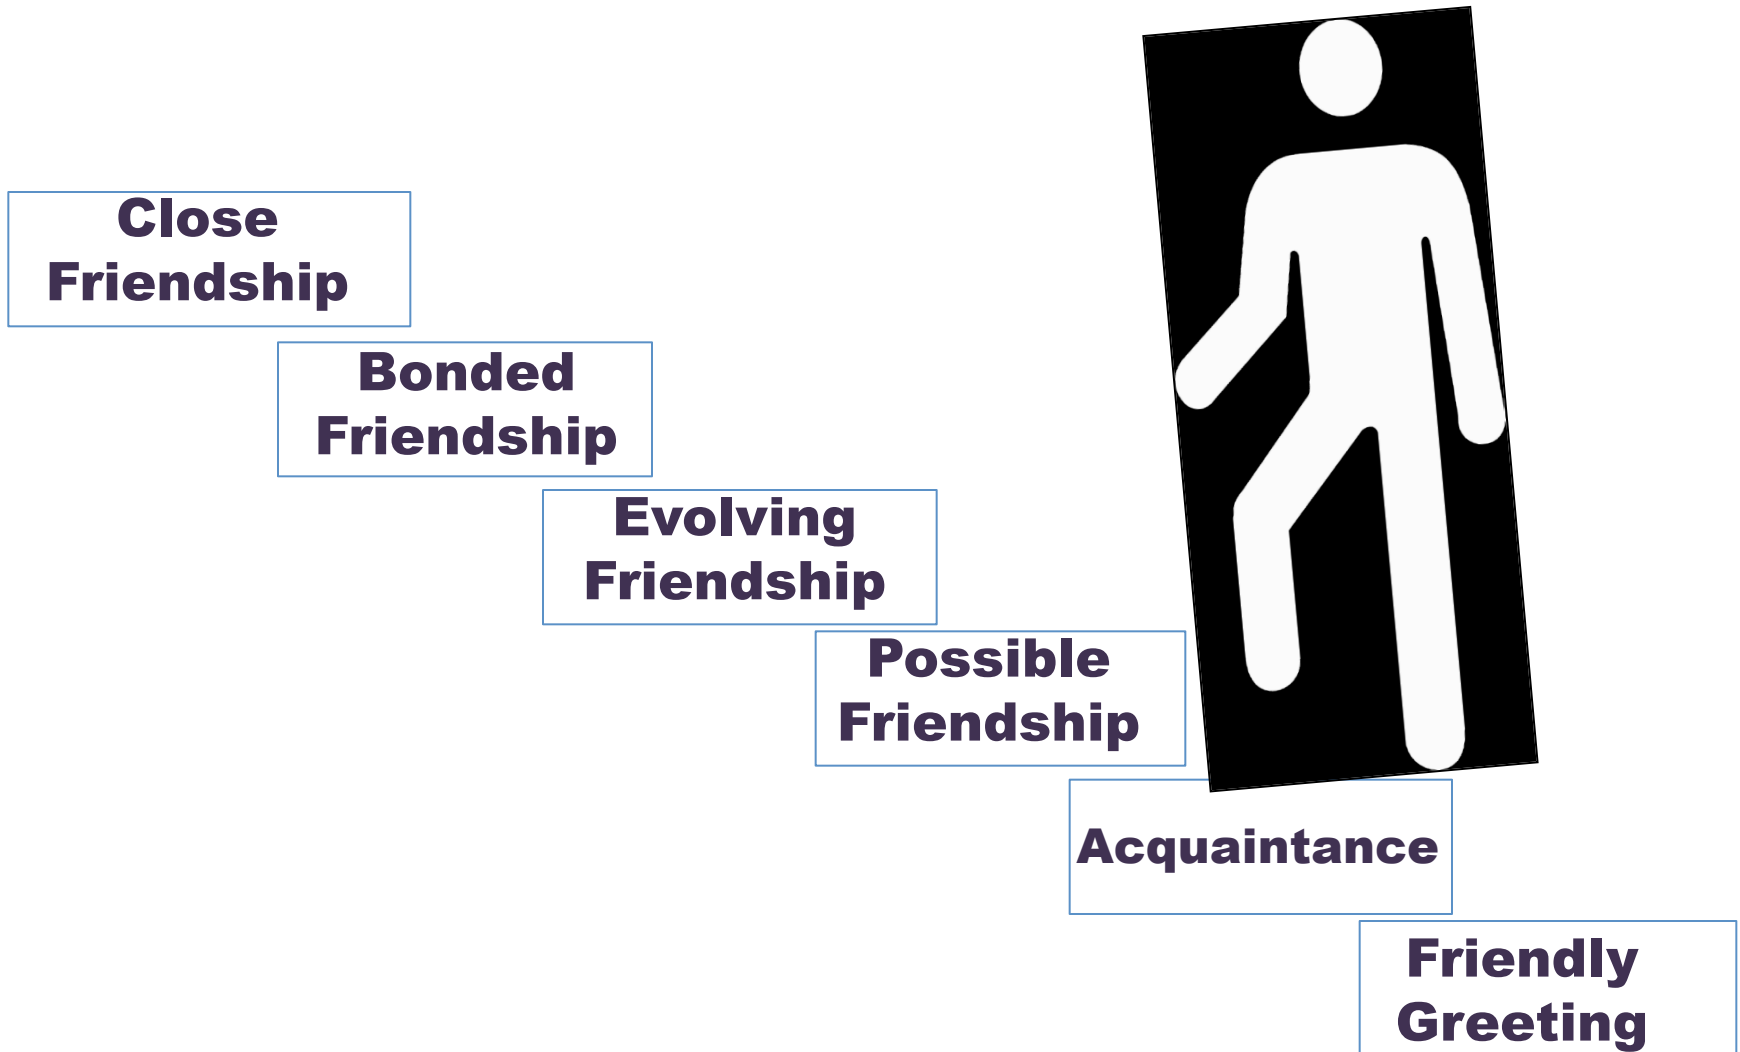 Close
Friendship
Bonded
Friendship
Evolving
Friendship
Possible
Friendship
Acquaintance
Friendly
Greeting